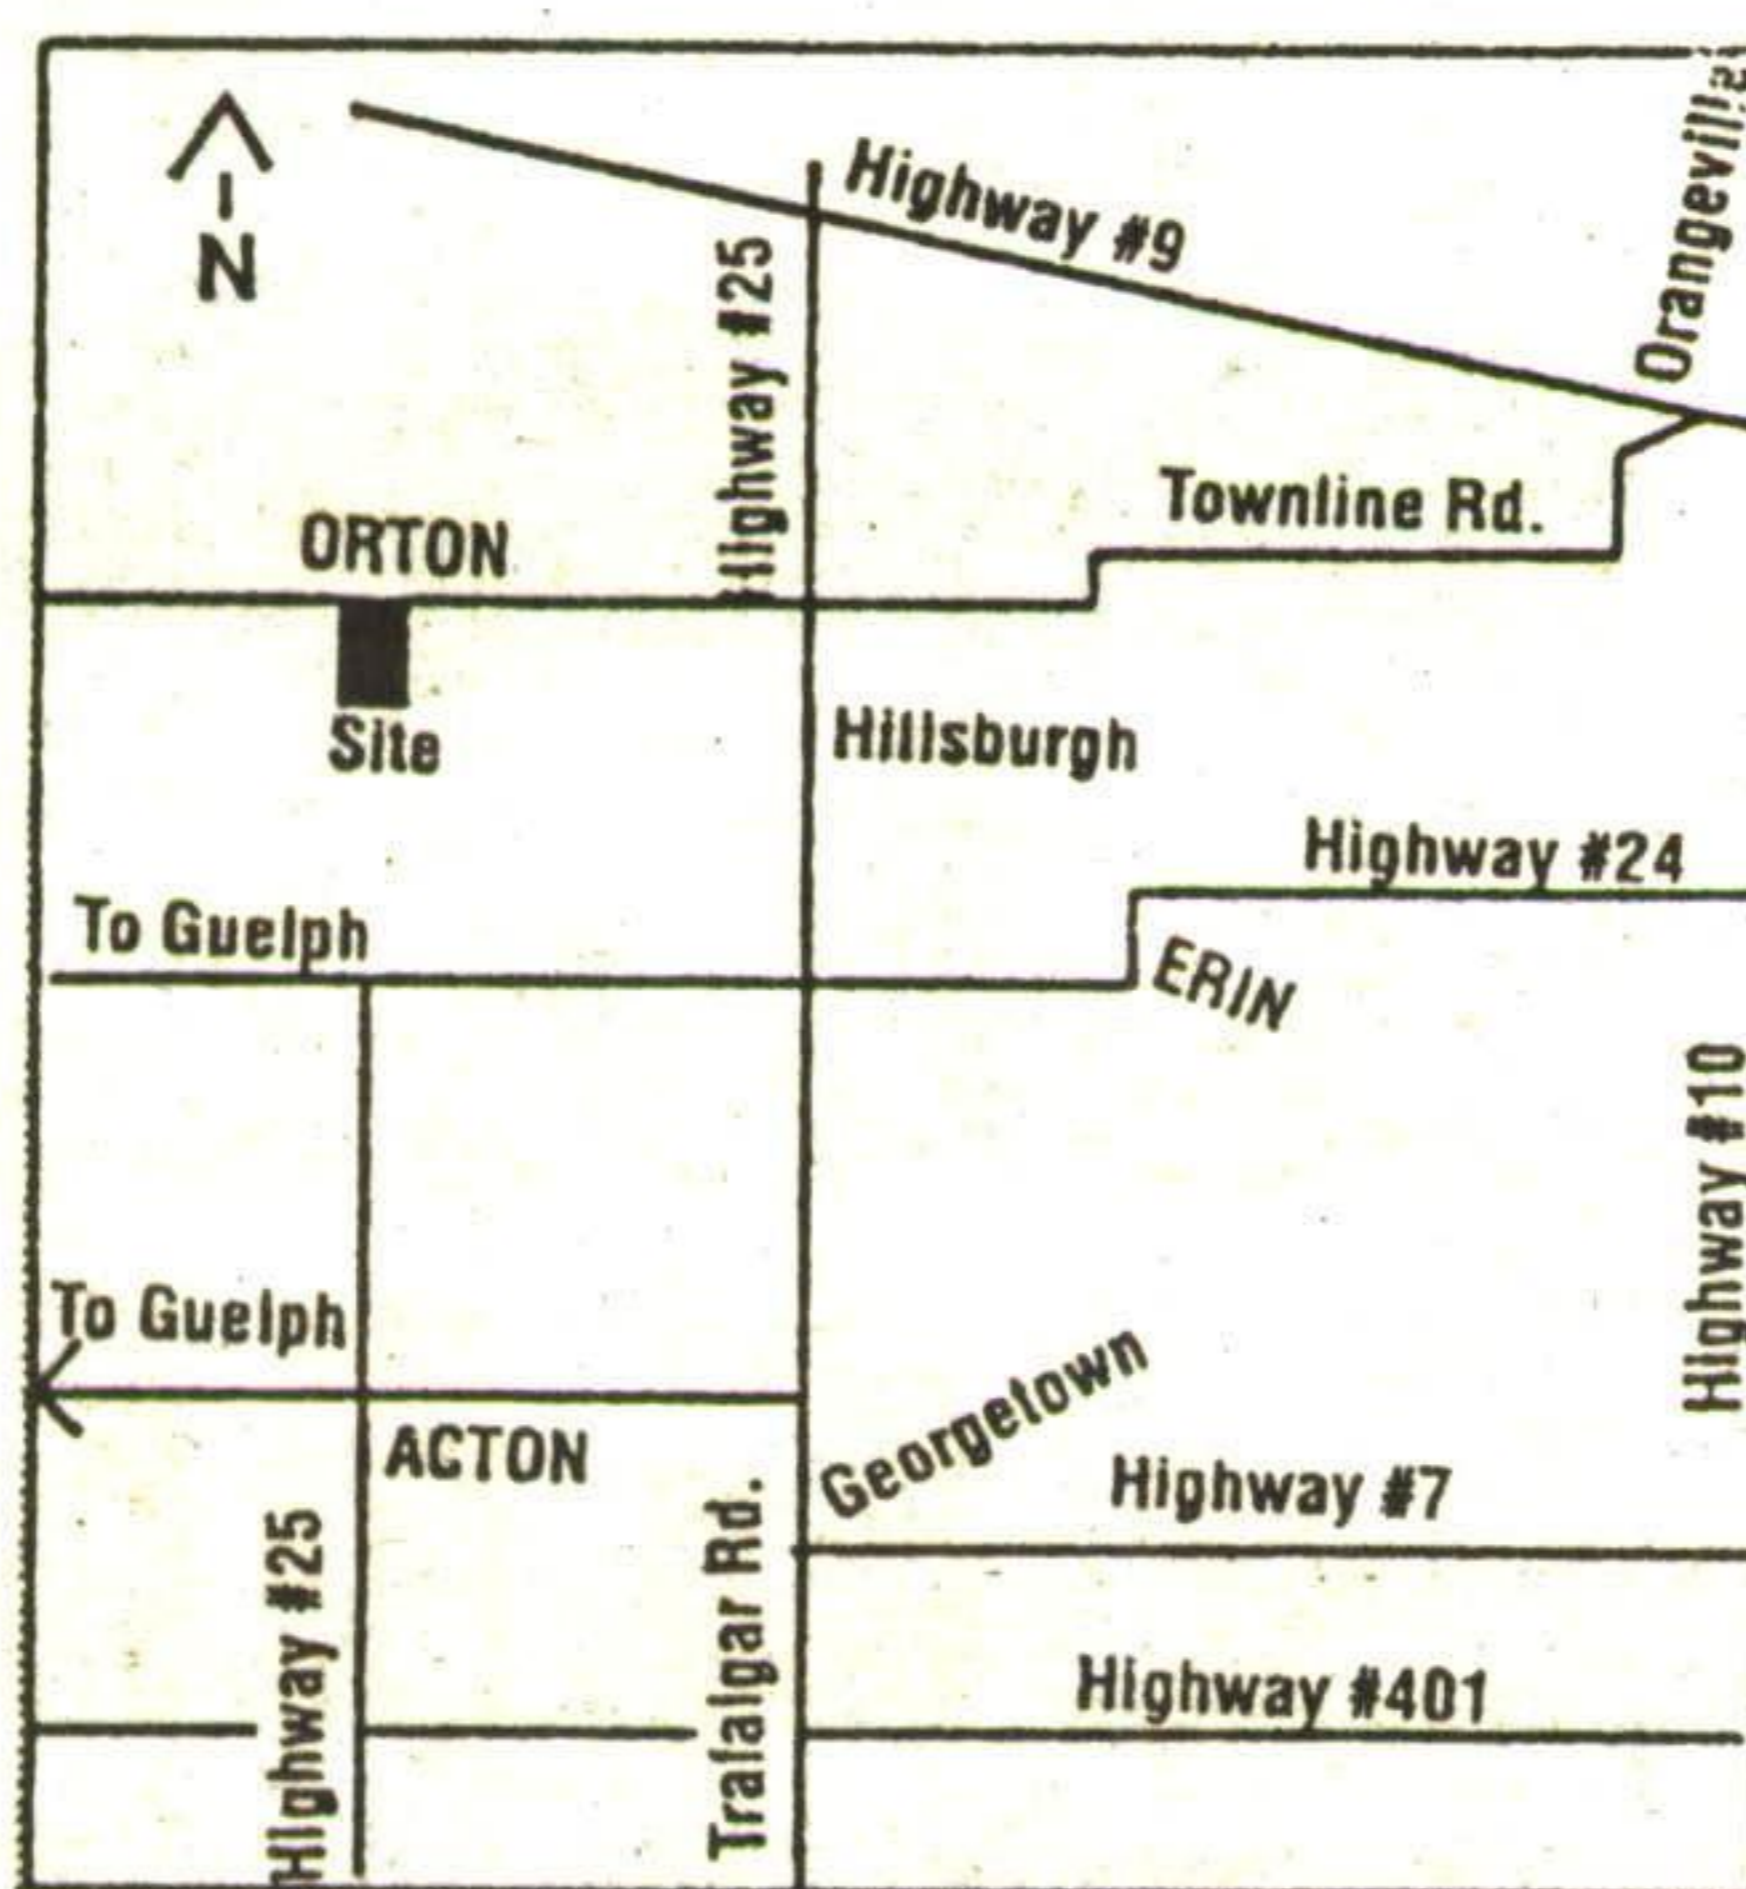 Orangeville
Highway #9
N
Highway #25
Townline Rd.
ORTON
Site
Hillsburgh
Highway #24
To Guelph
ERIN
Highway #10
To Guelph
Georgetown
ACTON
Highway #7
Highway #25
Trafalgar Rd.
Highway #401